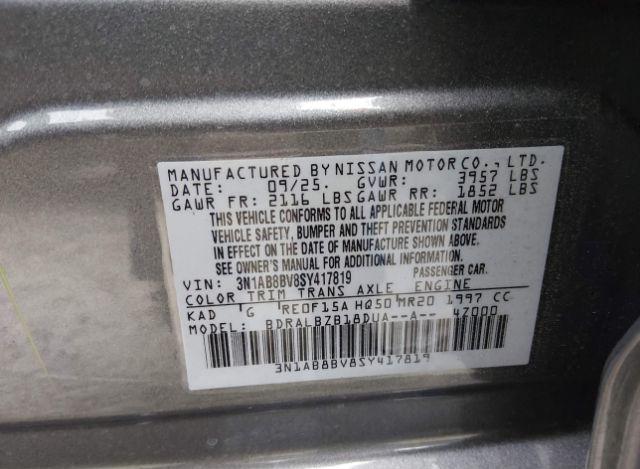 MANUFACTURED BY NISSAN MOTOR CO., LTD.
DATE: 09/25. GVWR: 3957 LBS
GAWR FR: 2116 LBS GAWR RR: 1852 LBS
THIS VEHICLE CONFORMS TO ALL APPLICABLE FEDERAL MOTOR
VEHICLE SAFETY, BUMPER AND THEFT PREVENTION STANDARDS
IN EFFECT ON THE DATE OF MANUFACTURE SHOWN ABOVE.
SEE OWNER'S MANUAL FOR ADDITIONAL INFORMATION.
VIN: 3N1AB8BV8SY417819 PASSENGER CAR.
COLOR TRIM TRANS AXLE ENGINE
KAD G RE0F15A HQ50 MR20 1997 CC
MODEL: BDRALBZB18DUA--A-- 47000
3N1AB8BV8SY417819